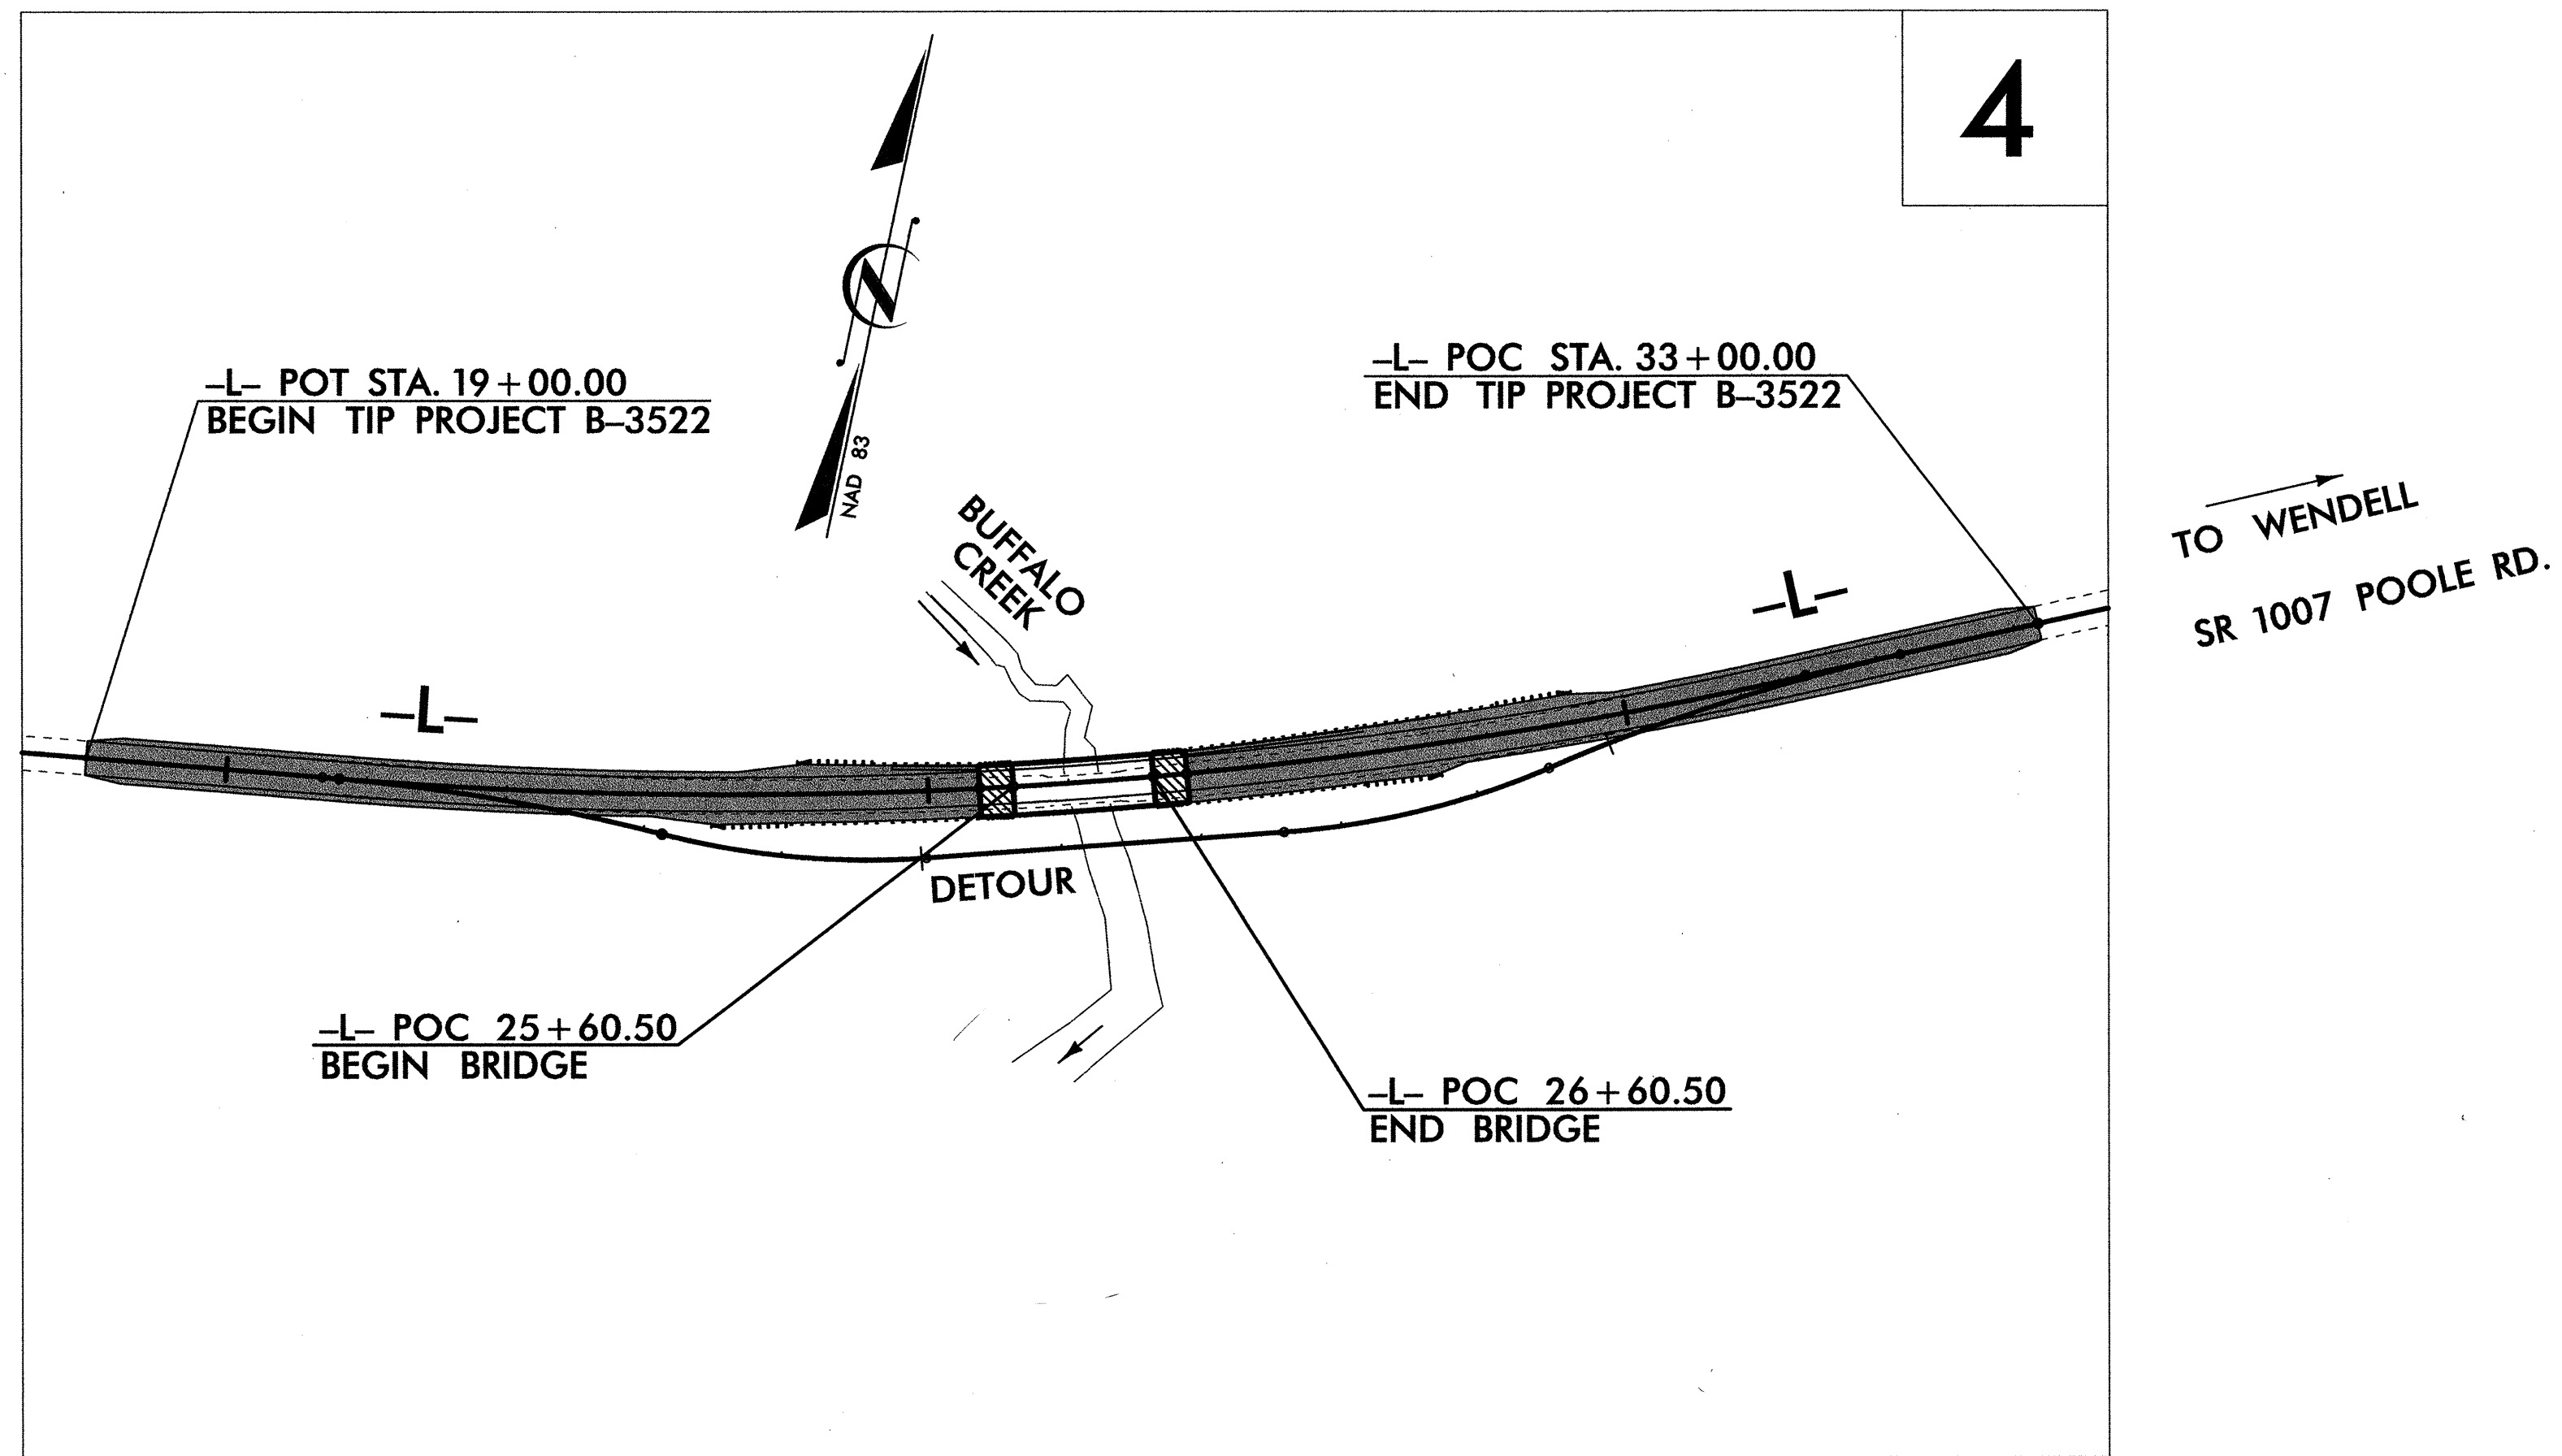 4
–L– POT STA. 19+00.00
BEGIN TIP PROJECT B–3522
–L– POC STA. 33+00.00
END TIP PROJECT B–3522
N
NAD 83
BUFFALO
CREEK
TO WENDELL
SR 1007 POOLE RD.
–L–
–L–
DETOUR
–L– POC 25+60.50
BEGIN BRIDGE
–L– POC 26+60.50
END BRIDGE